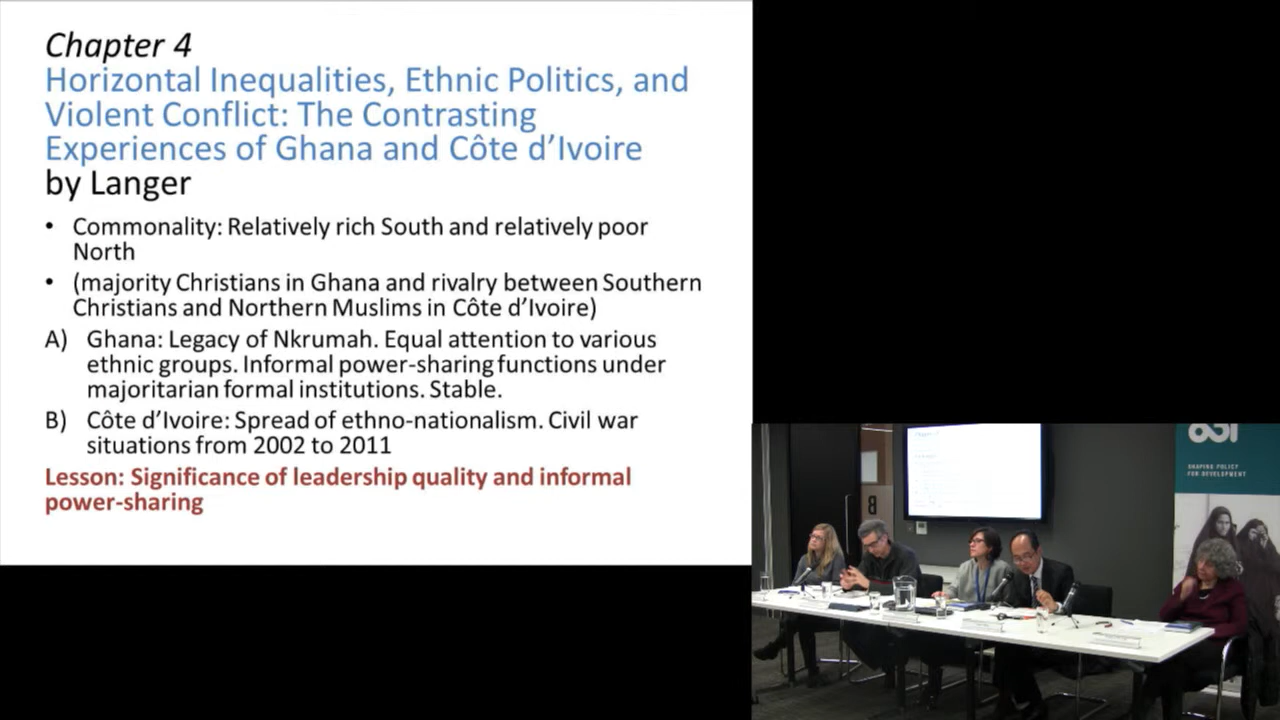 Chapter 4
Horizontal Inequalities, Ethnic Politics, and
Violent Conflict: The Contrasting
Experiences of Ghana and Côte d’Ivoire
by Langer
• Commonality: Relatively rich South and relatively poor
North
• (majority Christians in Ghana and rivalry between Southern
Christians and Northern Muslims in Côte d’Ivoire)
A) Ghana: Legacy of Nkrumah. Equal attention to various
ethnic groups. Informal power-sharing functions under
majoritarian formal institutions. Stable.
B) Côte d’Ivoire: Spread of ethno-nationalism. Civil war
situations from 2002 to 2011
Lesson: Significance of leadership quality and informal
power-sharing
SHAPING POLICY
FOR DEVELOPMENT